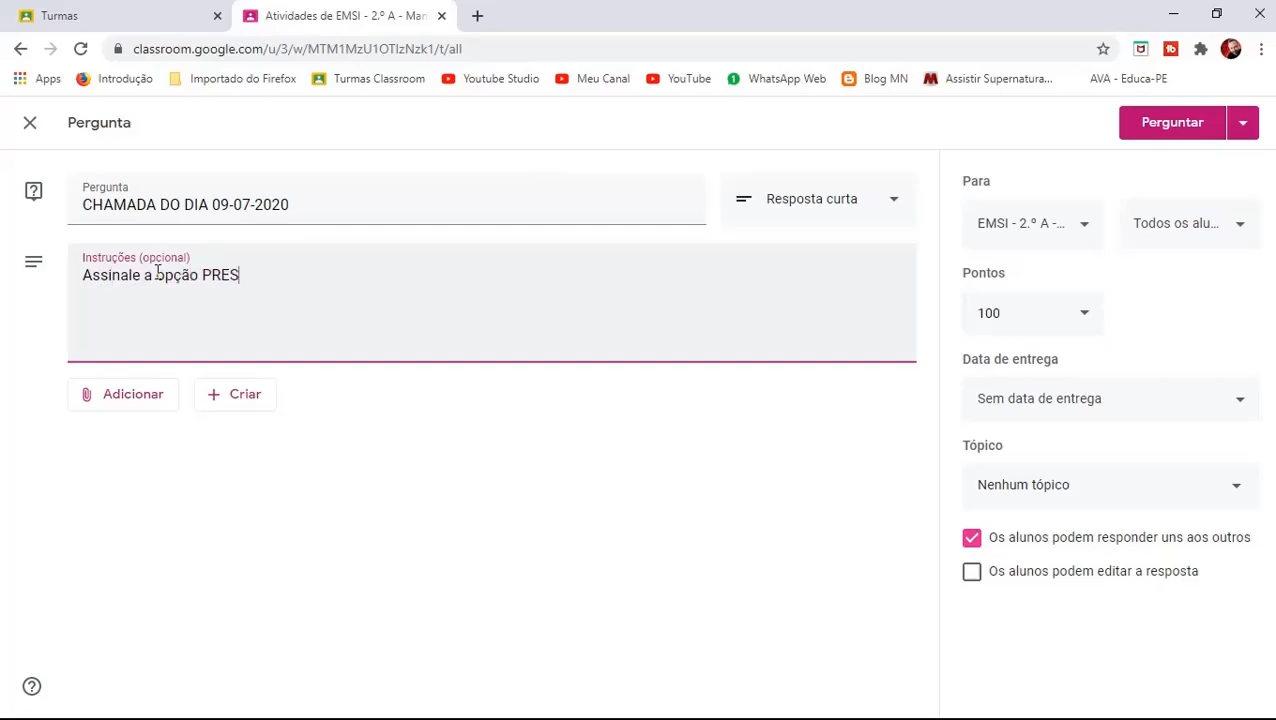 Turmas
Atividades de EMSI - 2.º A - Man
classroom.google.com/u/3/w/MTM1MzU1OTIzNzk1/t/all
Apps Introdução Importado do Firefox Turmas Classroom Youtube Studio Meu Canal YouTube WhatsApp Web Blog MN Assistir Supernatura... AVA - Educa-PE
Pergunta
Perguntar
Pergunta
CHAMADA DO DIA 09-07-2020
Resposta curta
Instruções (opcional)
Assinale a opção PRES
Adicionar
Criar
Para
EMSI - 2.º A -...
Todos os alu...
Pontos
100
Data de entrega
Sem data de entrega
Tópico
Nenhum tópico
Os alunos podem responder uns aos outros
Os alunos podem editar a resposta